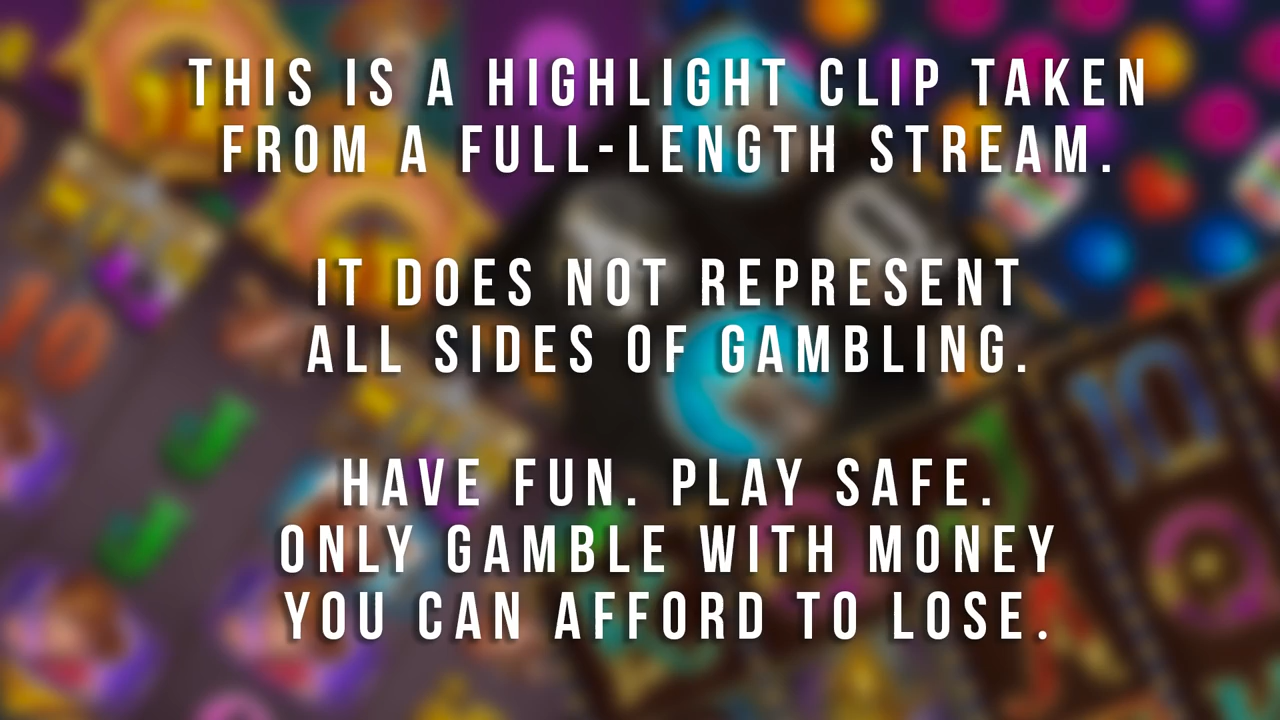 THIS IS A HIGHLIGHT CLIP TAKEN
FROM A FULL-LENGTH STREAM.
IT DOES NOT REPRESENT
ALL SIDES OF GAMBLING.
HAVE FUN. PLAY SAFE.
ONLY GAMBLE WITH MONEY
YOU CAN AFFORD TO LOSE.